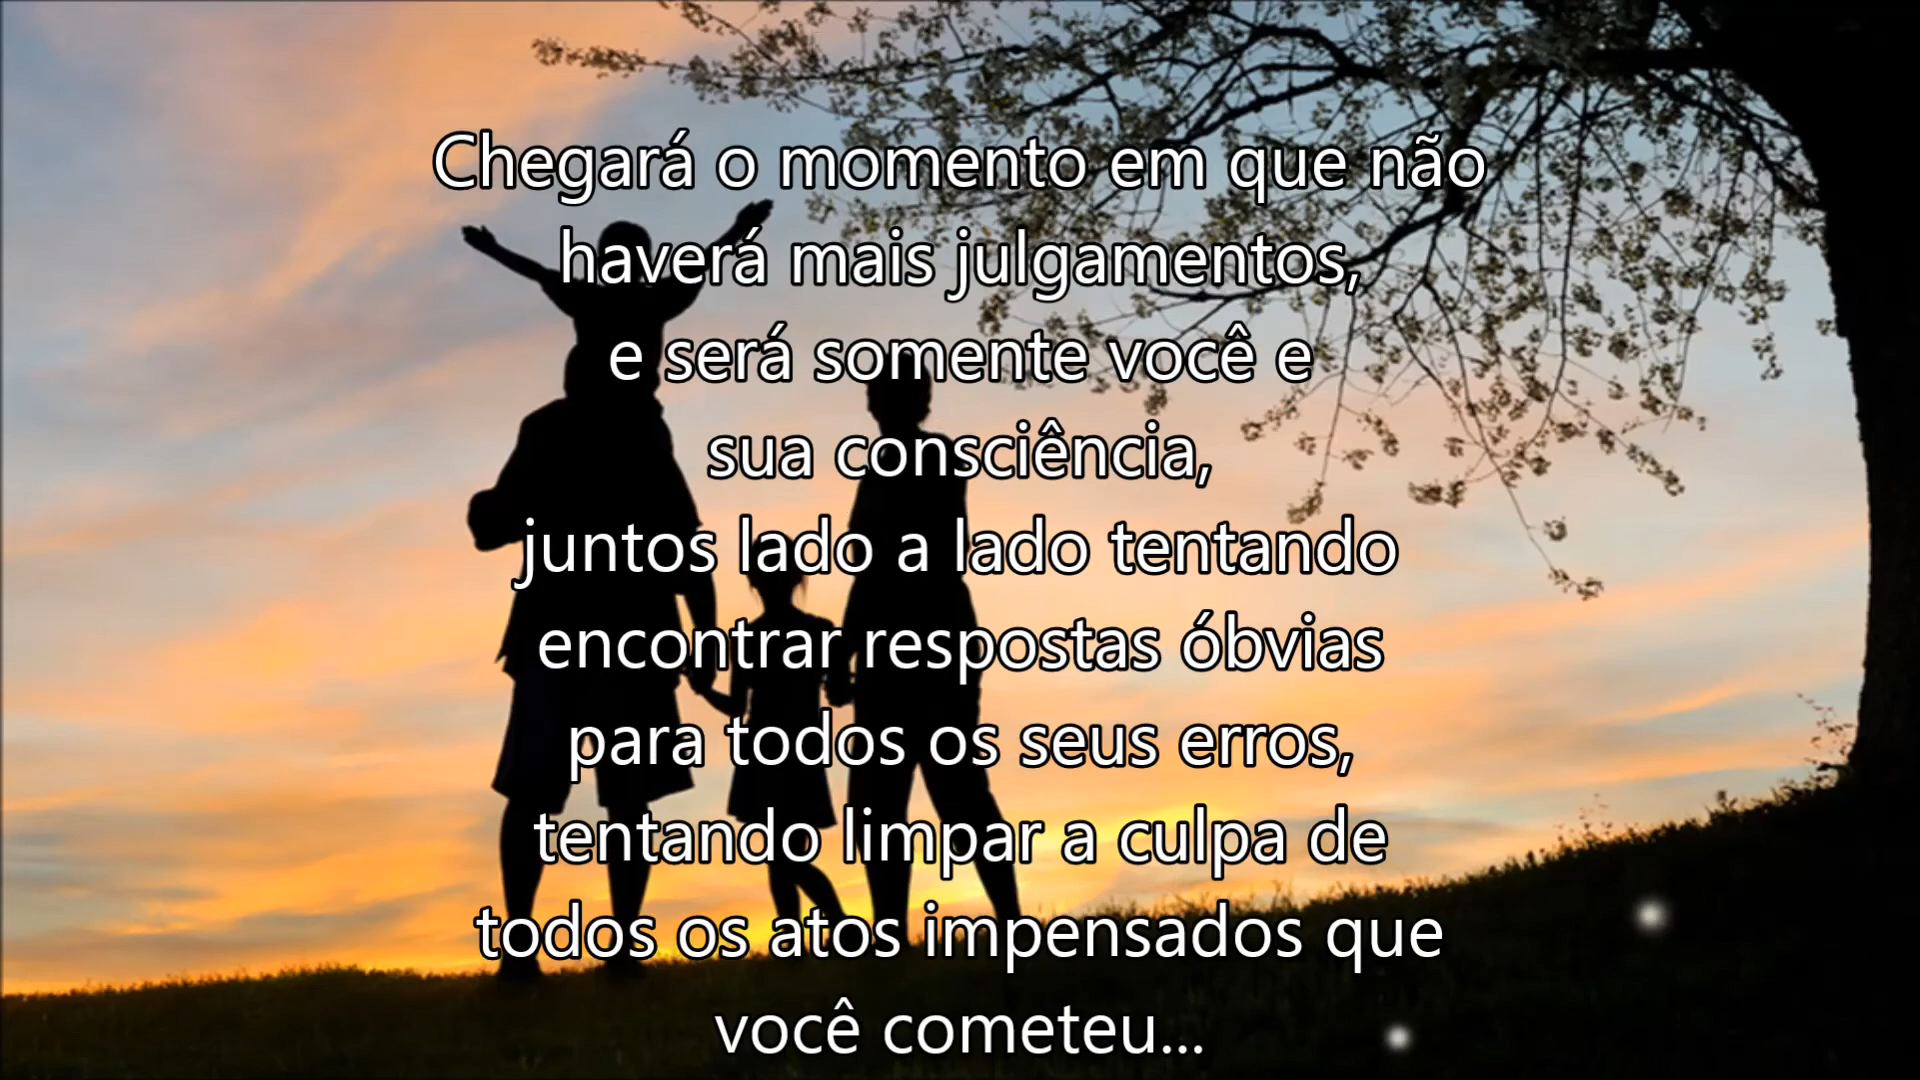 Chegará o momento em que não
haverá mais julgamentos,
e será somente você e
sua consciência,
juntos lado a lado tentando
encontrar respostas óbvias
para todos os seus erros,
tentando limpar a culpa de
todos os atos impensados que
você cometeu...